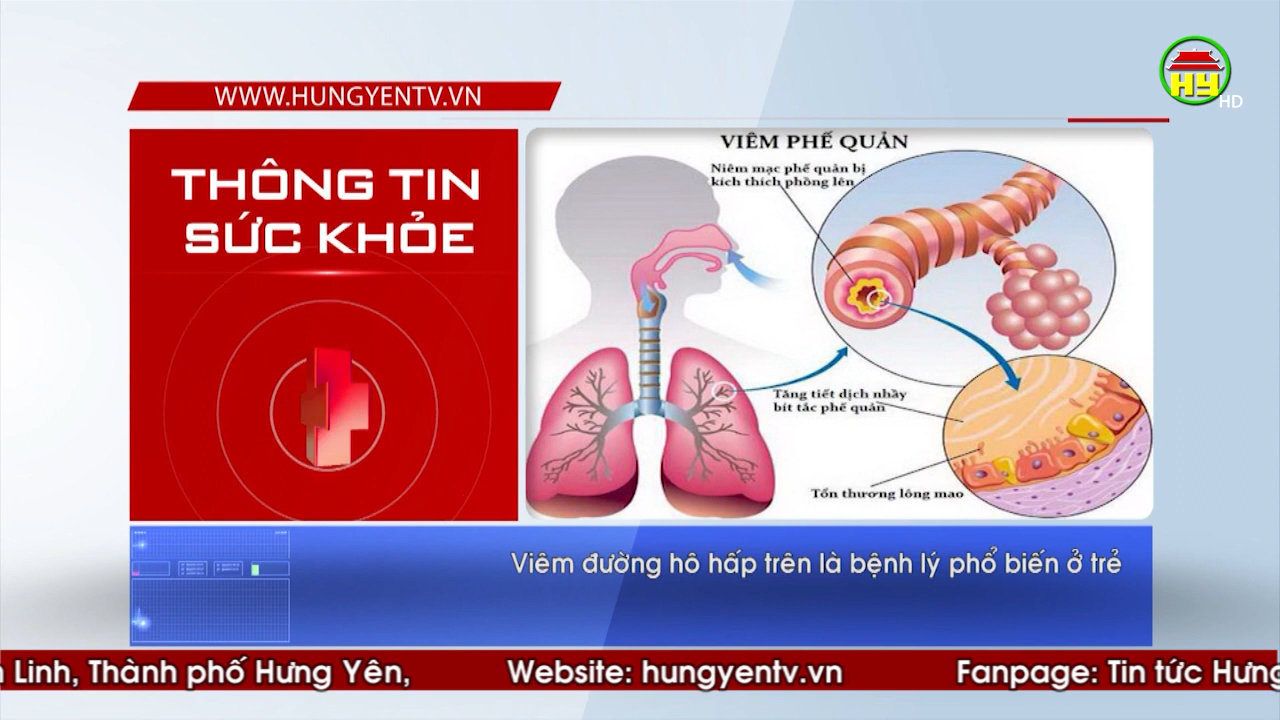 WWW.HUNGYENTV.VN
HY
HD
THÔNG TIN
SỨC KHỎE
VIÊM PHẾ QUẢN
Niêm mạc phế quản bị
kích thích phồng lên
Tăng tiết dịch nhầy
bít tắc phế quản
Tổn thương lông mao
Viêm đường hô hấp trên là bệnh lý phổ biến ở trẻ
Linh, Thành phố Hưng Yên, Website: hungyentv.vn Fanpage: Tin tức Hưng